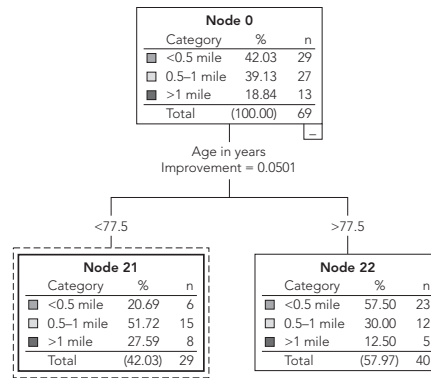 Node 0
Category % n
<0.5 mile 42.03 29
0.5–1 mile 39.13 27
>1 mile 18.84 13
Total (100.00) 69
–
Age in years
Improvement = 0.0501
<77.5 >77.5
Node 21
Category % n
<0.5 mile 20.69 6
0.5–1 mile 51.72 15
>1 mile 27.59 8
Total (42.03) 29
Node 22
Category % n
<0.5 mile 57.50 23
0.5–1 mile 30.00 12
>1 mile 12.50 5
Total (57.97) 40